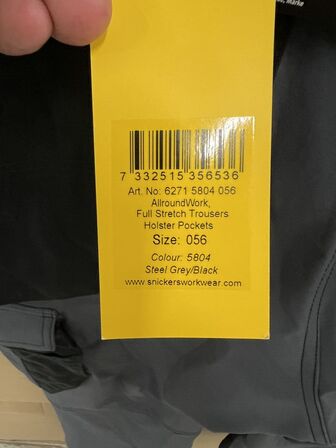 7 332515 356536
Art. No: 6271 5804 056
AllroundWork,
Full Stretch Trousers
Holster Pockets
Size: 056
Colour: 5804
Steel Grey/Black
www.snickersworkwear.com